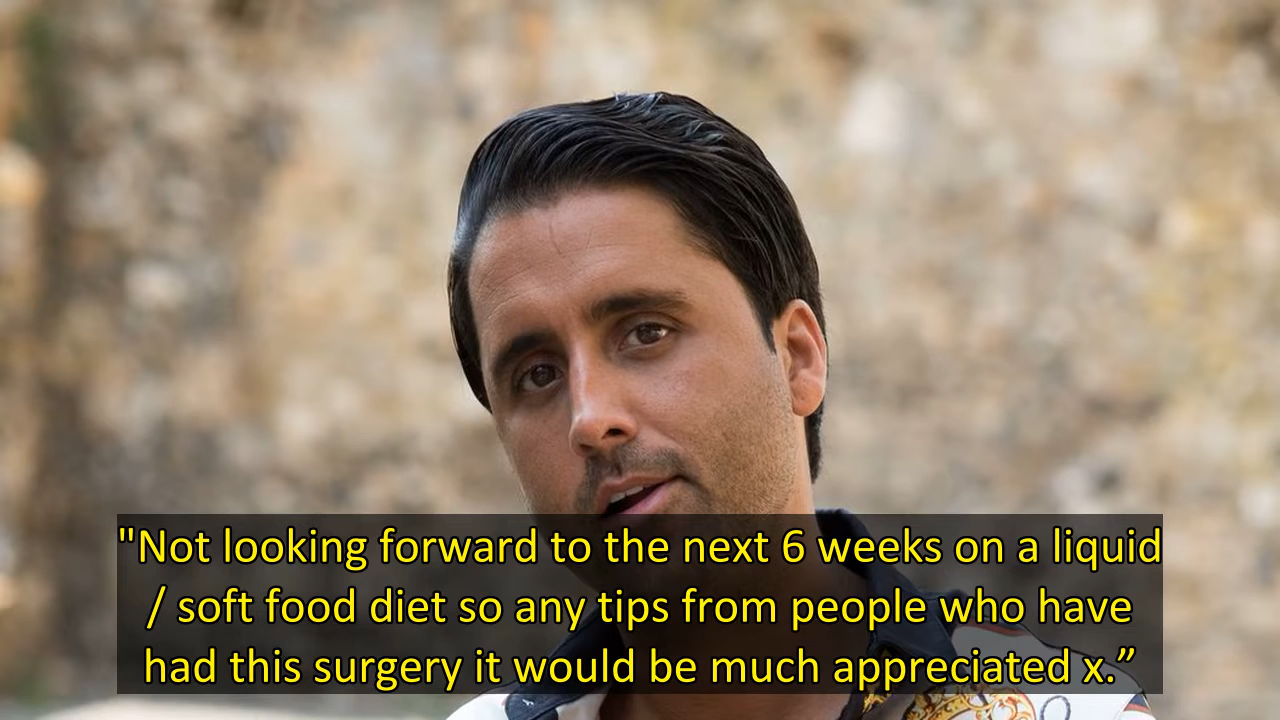 "Not looking forward to the next 6 weeks on a liquid
/ soft food diet so any tips from people who have
had this surgery it would be much appreciated x.”